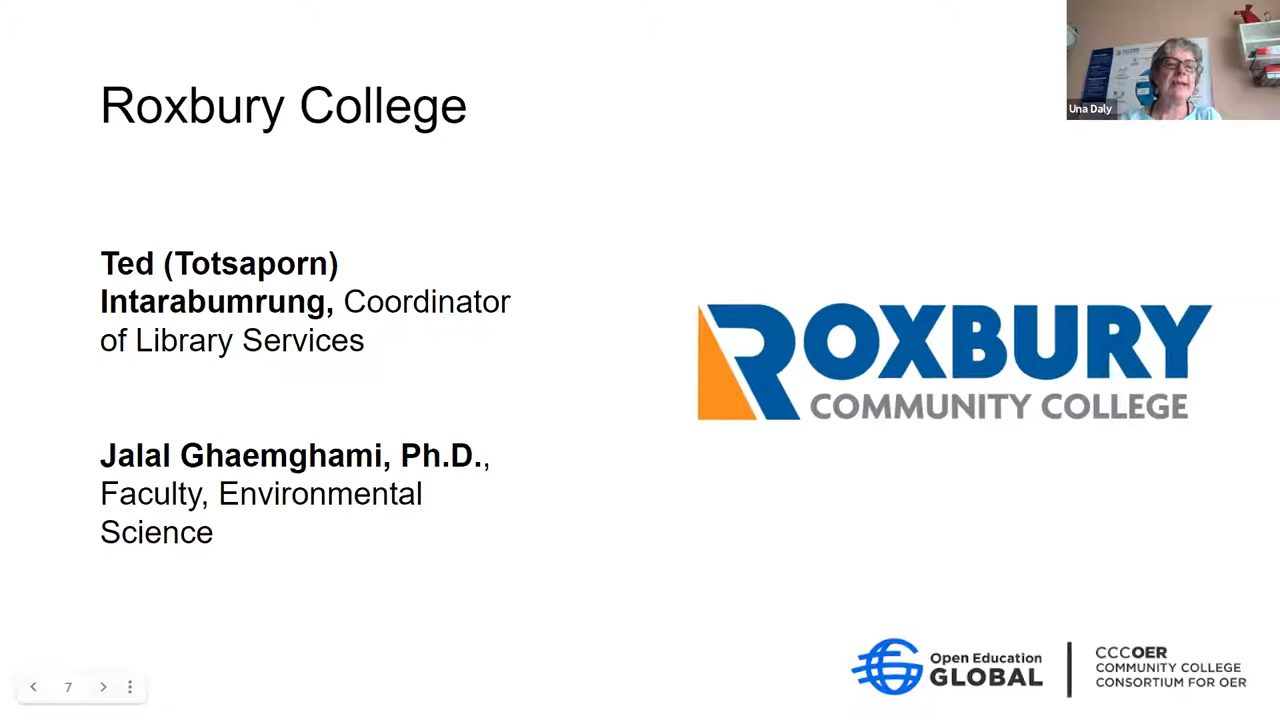 Roxbury College
Una Daly
Ted (Totsaporn)
Intarabumrung, Coordinator
of Library Services
ROXBURY
COMMUNITY COLLEGE
Jalal Ghaemghami, Ph.D.,
Faculty, Environmental
Science
Open Education
GLOBAL
CCCOER
COMMUNITY COLLEGE
CONSORTIUM FOR OER
7